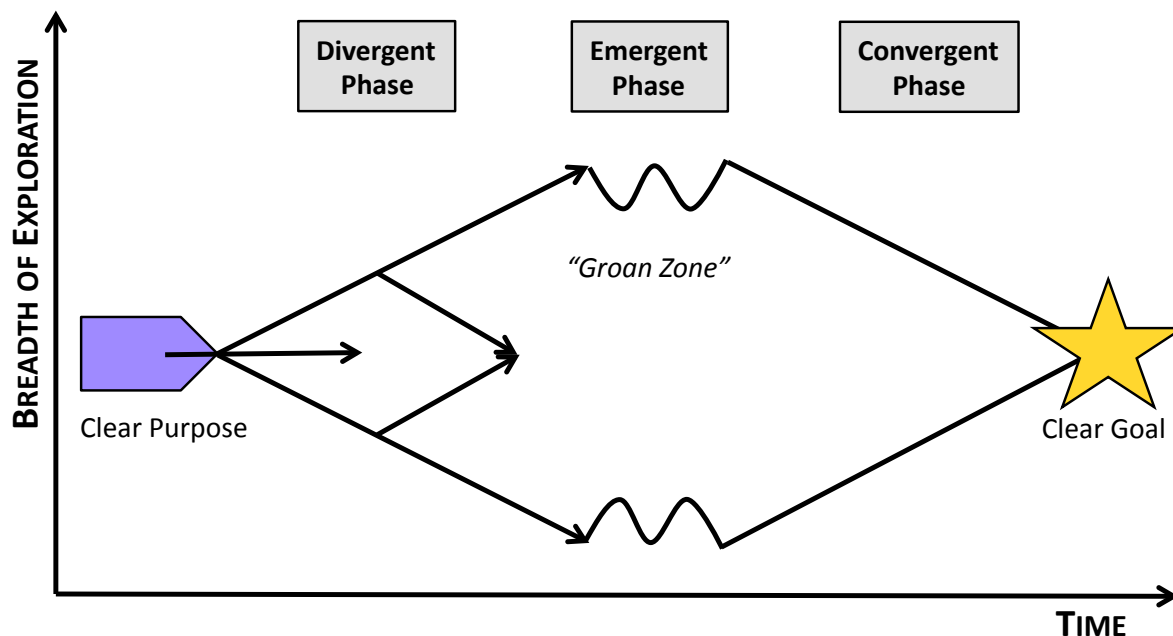 Divergent
Phase
Emergent
Phase
Convergent
Phase
BREADTH OF EXPLORATION
“Groan Zone”
Clear Purpose
Clear Goal
TIME